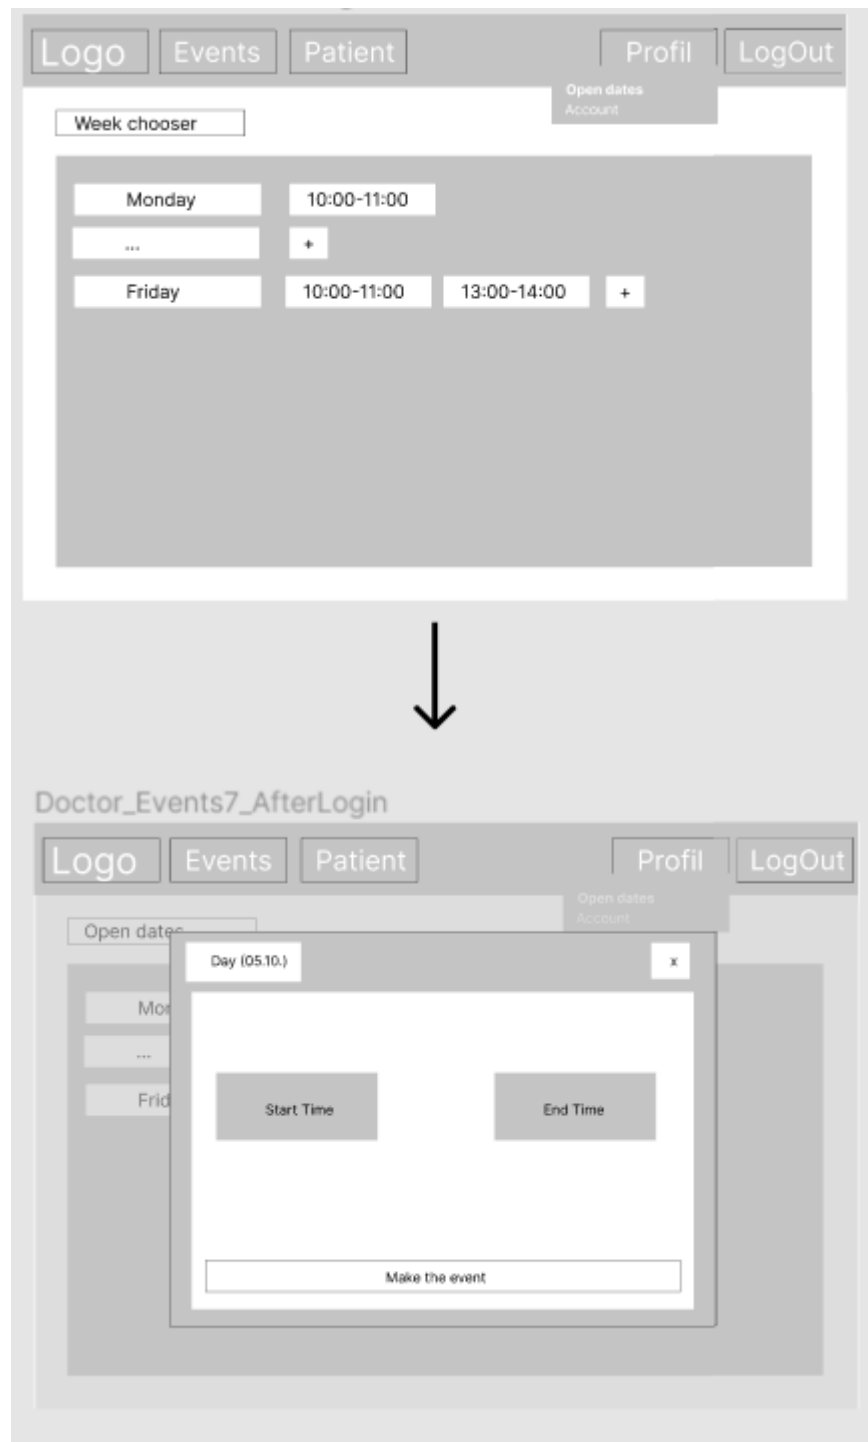 Logo Events Patient Profil LogOut
Open dates
Account
Week chooser
Monday 10:00-11:00
... +
Friday 10:00-11:00 13:00-14:00 +
Doctor_Events7_AfterLogin
Logo Events Patient Profil LogOut
Open dates
Account
Open dates
Day (05.10.) x
Mon
...
Frid
Start Time End Time
Make the event